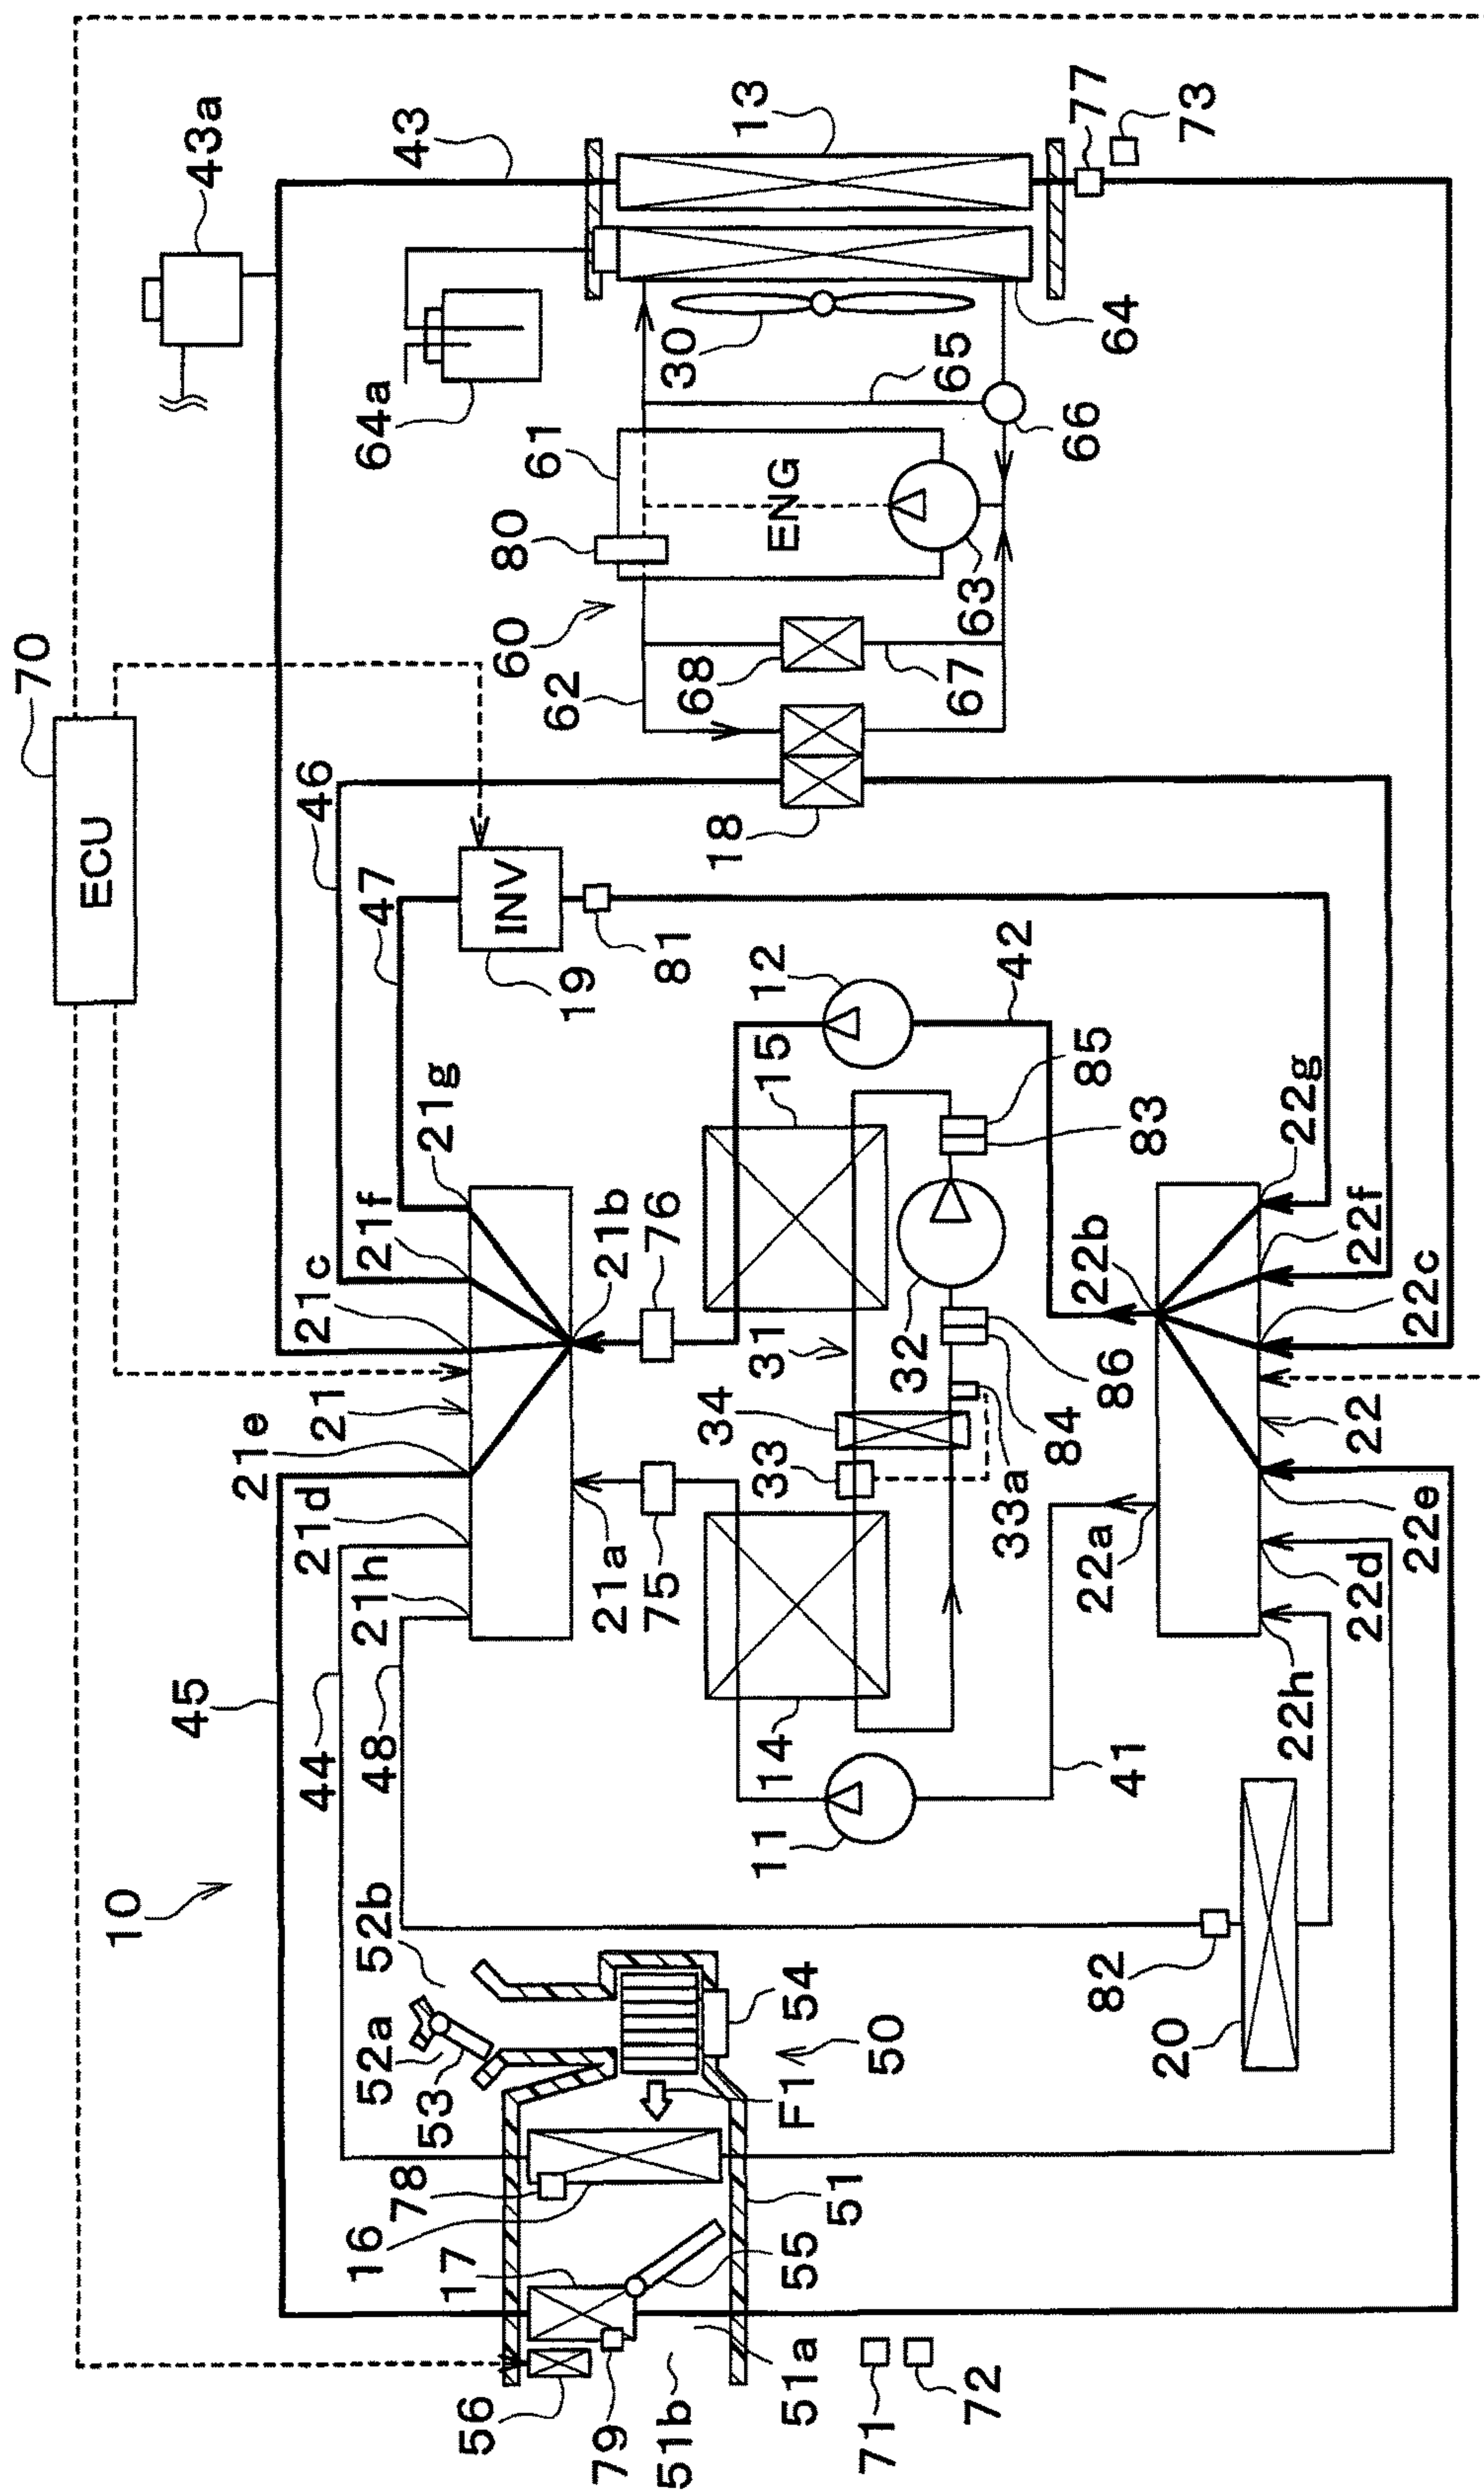 70
ECU
43a
43
13
77
73
64a
30
64
65
66
61
80
ENG
63
60
62
68
67
46
47
INV
19
81
18
12
42
15
85
83
21g
21f
21c
21b
76
31
32
86
84
34
33
33a
22b
22g
22f
22c
21e
21
21d
21h
21a
75
22a
22
22e
22d
22h
45
44
48
14
11
41
10
52b
52a
53
54
50
F1
82
20
78
16
17
51
55
56
79
51b
51a
71
72